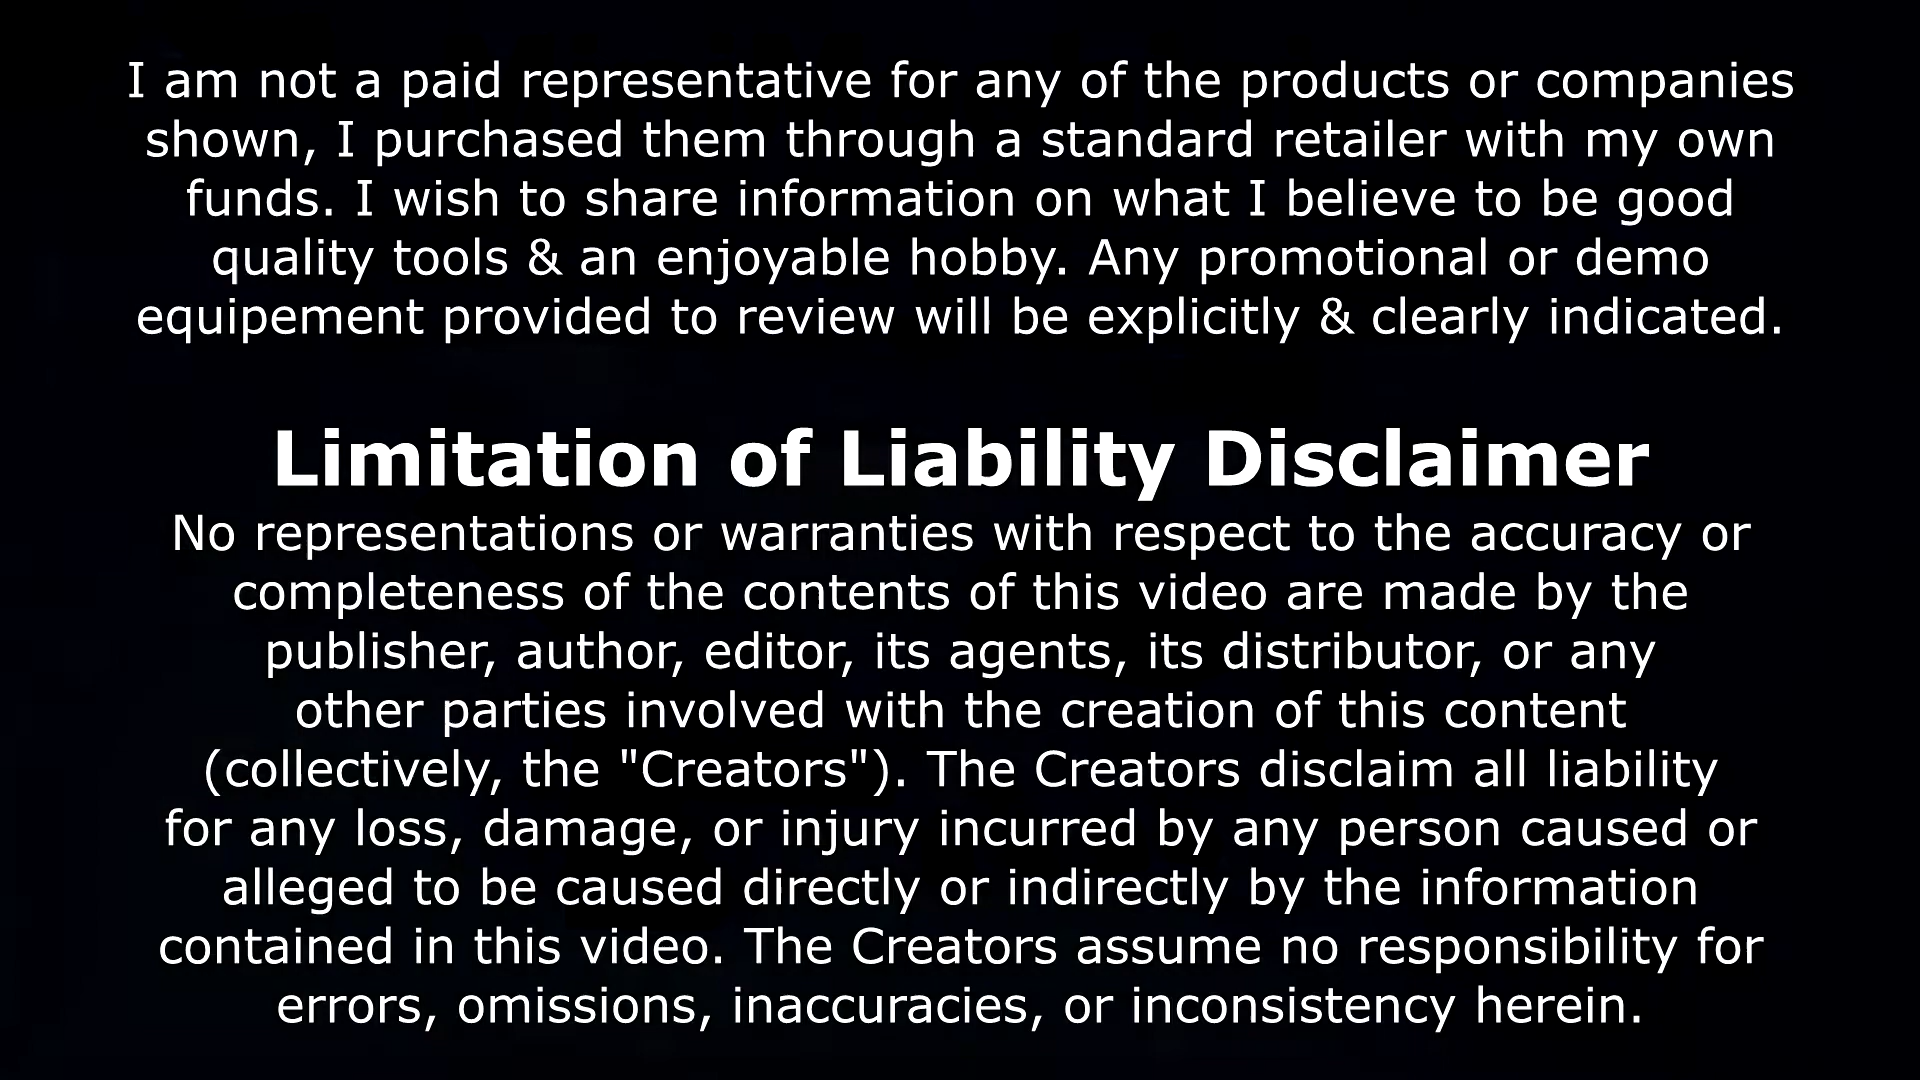 I am not a paid representative for any of the products or companies
shown, I purchased them through a standard retailer with my own
funds. I wish to share information on what I believe to be good
quality tools & an enjoyable hobby. Any promotional or demo
equipement provided to review will be explicitly & clearly indicated.
Limitation of Liability Disclaimer
No representations or warranties with respect to the accuracy or
completeness of the contents of this video are made by the
publisher, author, editor, its agents, its distributor, or any
other parties involved with the creation of this content
(collectively, the "Creators"). The Creators disclaim all liability
for any loss, damage, or injury incurred by any person caused or
alleged to be caused directly or indirectly by the information
contained in this video. The Creators assume no responsibility for
errors, omissions, inaccuracies, or inconsistency herein.